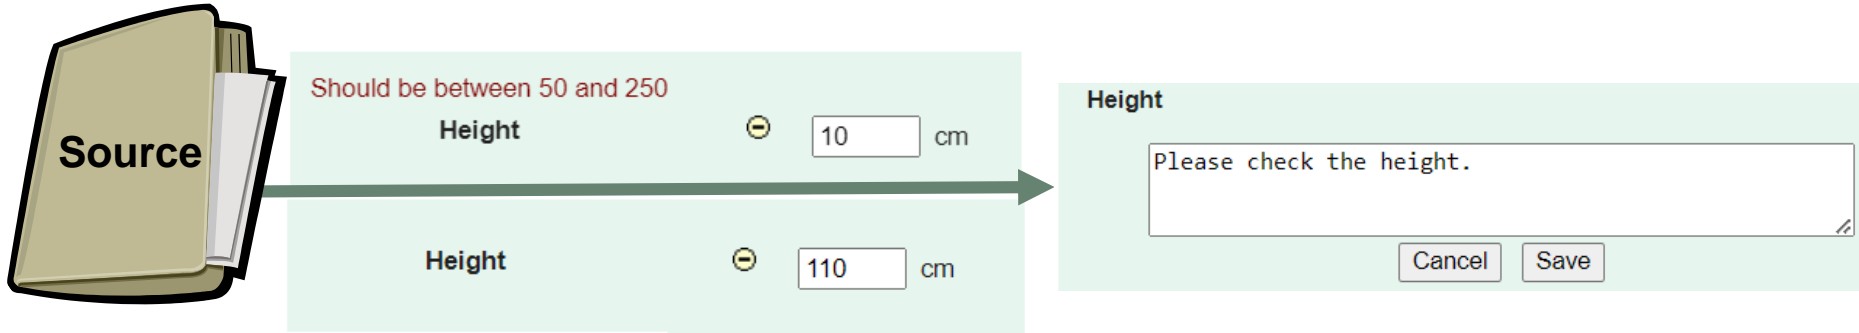 Source
Should be between 50 and 250
Height 10 cm
Height 110 cm
Height
Please check the height.
Cancel Save